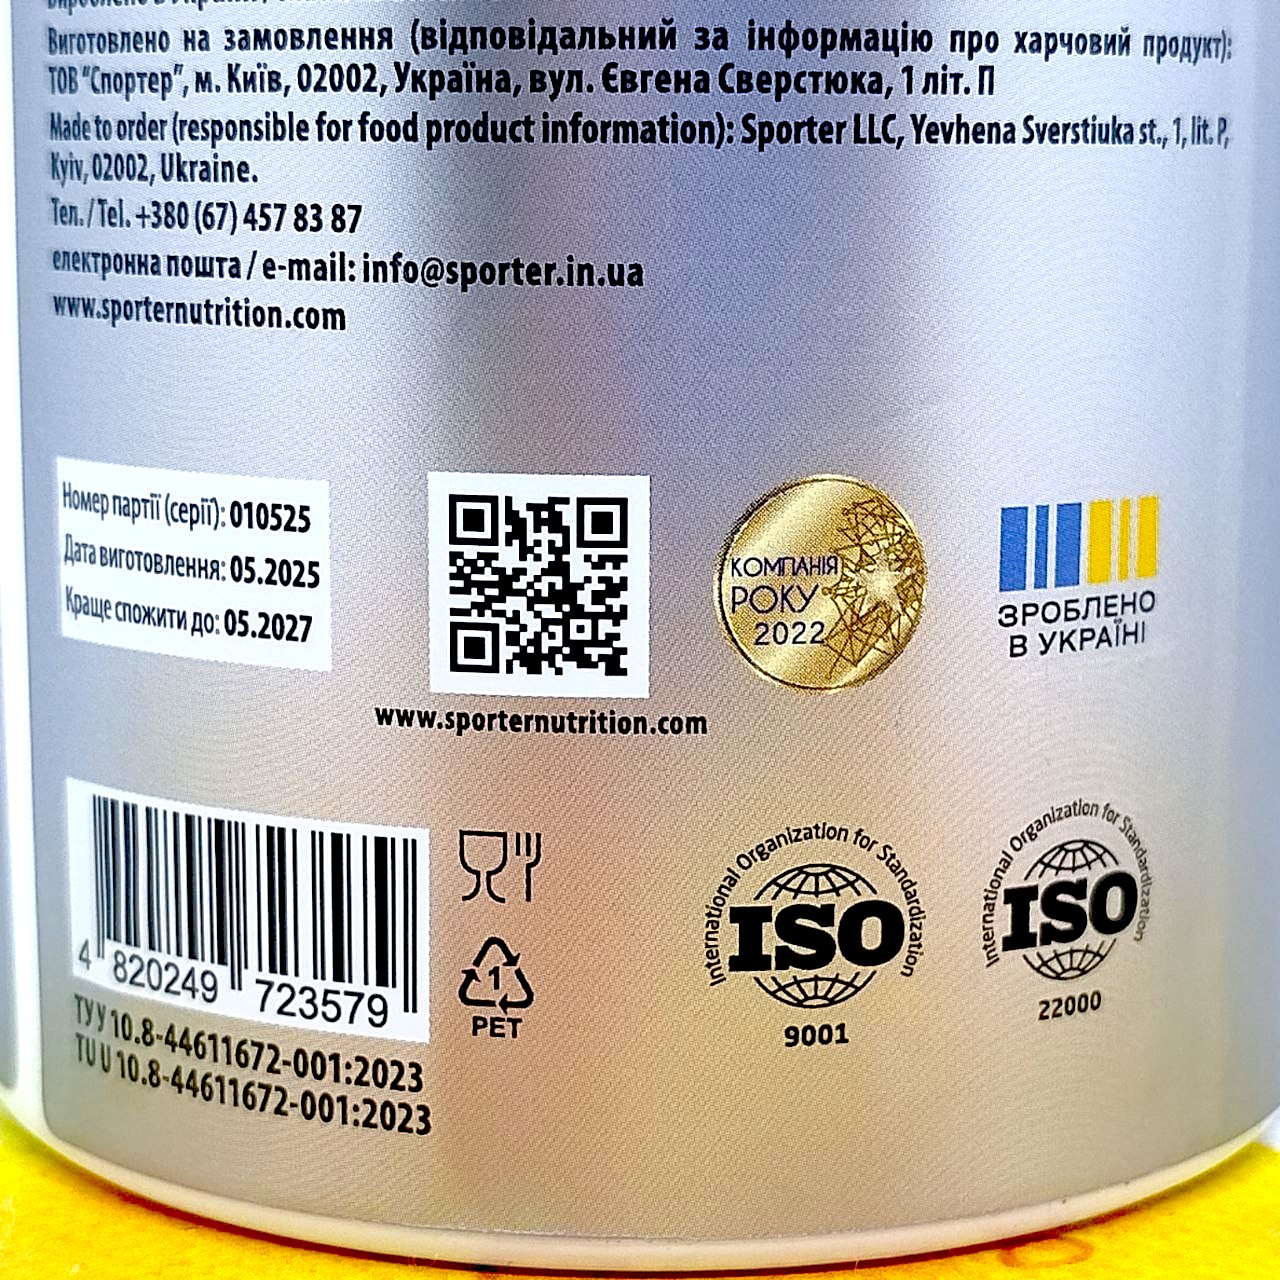 Виготовлено на замовлення (відповідальний за інформацію про харчовий продукт):
ТОВ "Спортер", м. Київ, 02002, Україна, вул. Євгена Сверстюка, 1 літ. П
Made to order (responsible for food product information): Sporter LLC, Yevhena Sverstiuka st., 1, lit. P,
Kyiv, 02002, Ukraine.
Тел. / Tel. +380 (67) 457 83 87
електронна пошта / e-mail: info@sporter.in.ua
www.sporternutrition.com
Номер партії (серії): 010525
Дата виготовлення: 05.2025
Краще спожити до: 05.2027
www.sporternutrition.com
КОМПАНІЯ
РОКУ
2022
ЗРОБЛЕНО
В УКРАЇНІ
4 820249 723579
ТУ У 10.8-44611672-001:2023
TU U 10.8-44611672-001:2023
1
PET
International Organization for Standardization
ISO
9001
International Organization for Standardization
ISO
22000